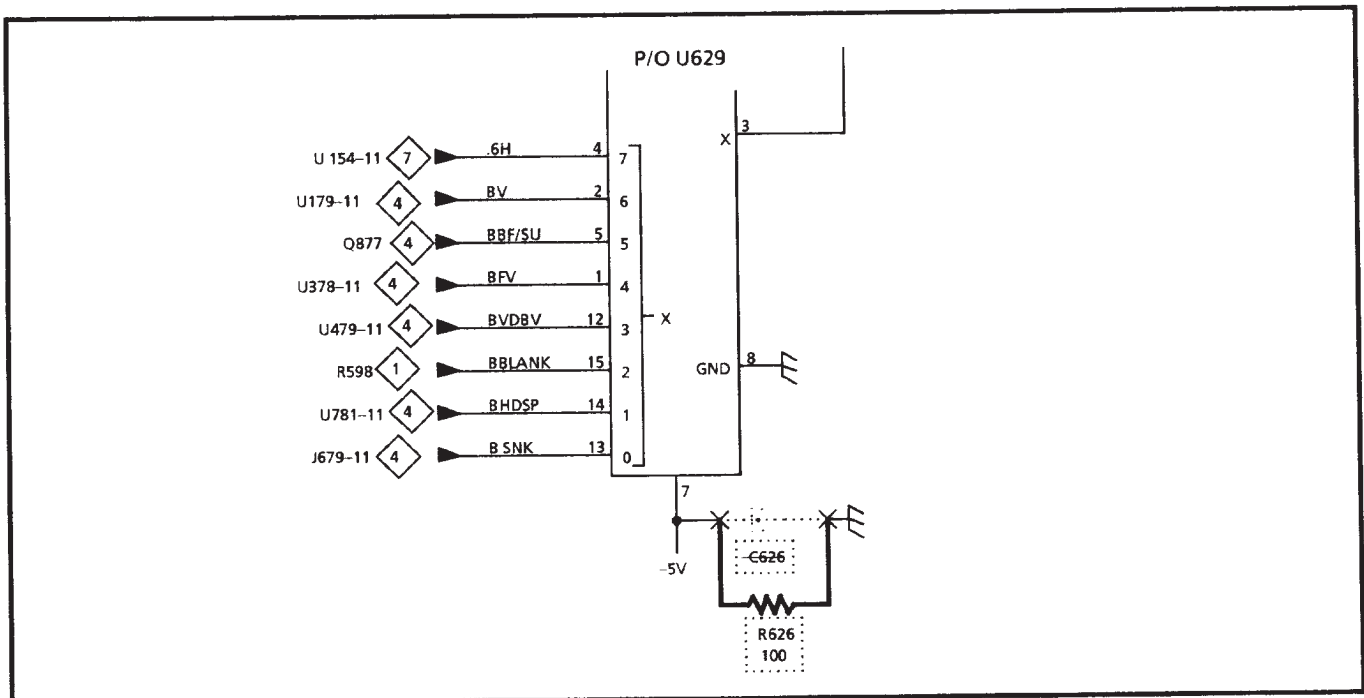 P/O U629
X 3
U 154-11 7 .6H 4 7
U179-11 4 BV 2 6
Q877 4 BBF/SU 5 5
U378-11 4 BFV 1 4
U479-11 4 BVDBV 12 3
X
R598 1 BBLANK 15 2
GND 8
U781-11 4 BHDSP 14 1
J679-11 4 B SNK 13 0
7
C626
-5V
R626
100